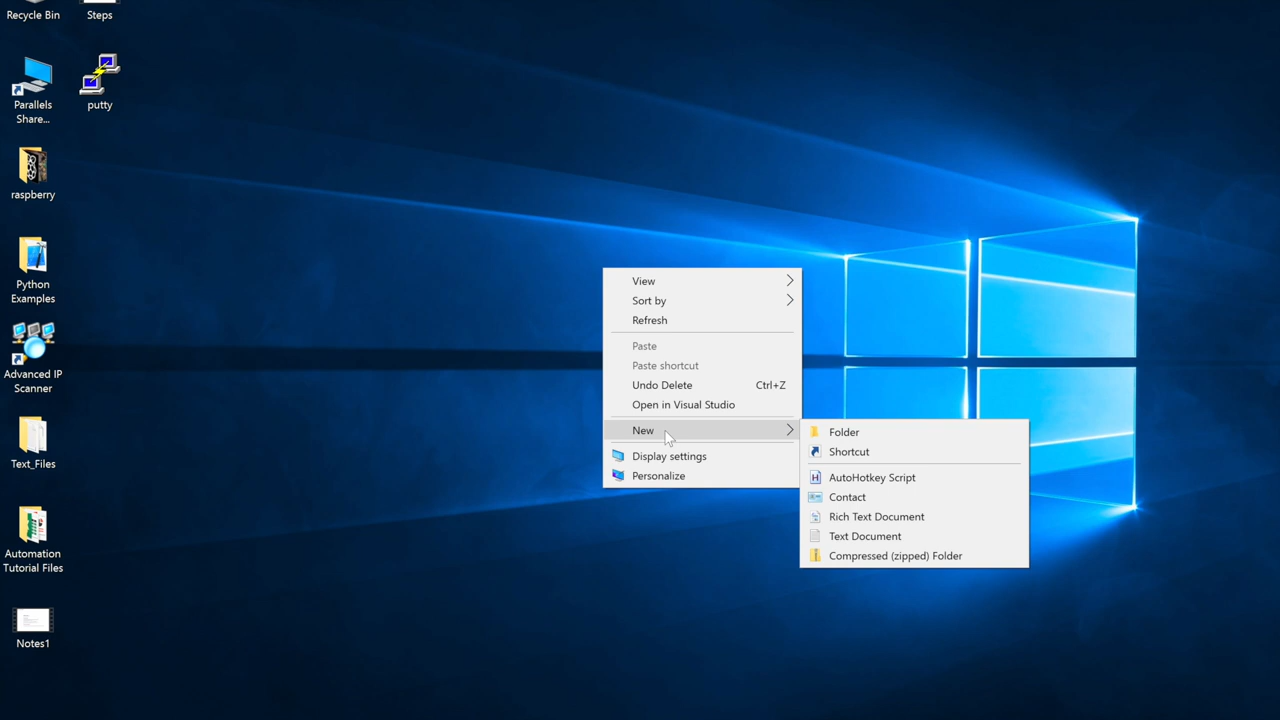 Recycle Bin
Steps
Parallels
Share...
putty
raspberry
Python
Examples
Advanced IP
Scanner
Text_Files
Automation
Tutorial Files
Notes1
View
Sort by
Refresh
Paste
Paste shortcut
Undo Delete Ctrl+Z
Open in Visual Studio
New
Display settings
Personalize
Folder
Shortcut
AutoHotkey Script
Contact
Rich Text Document
Text Document
Compressed (zipped) Folder